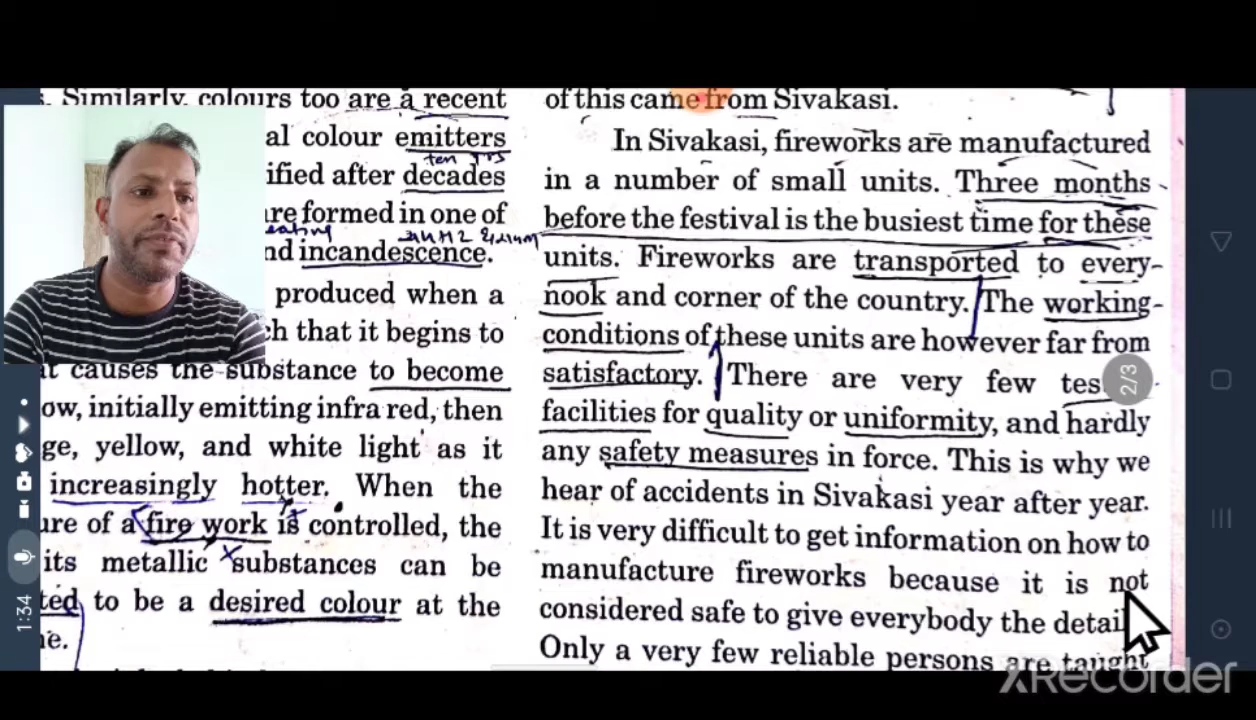 s. Similarly, colours too are a recent
al colour emitters
ten yrs
ified after decades
are formed in one of
eating
nd incandescence.
produced when a
ch that it begins to
at causes the substance to become
ow, initially emitting infra red, then
ge, yellow, and white light as it
increasingly hotter. When the
ure of a fire work is controlled, the
its metallic substances can be
ted to be a desired colour at the
ne.
of this came from Sivakasi.
In Sivakasi, fireworks are manufactured
in a number of small units. Three months
before the festival is the busiest time for these
units. Fireworks are transported to every-
nook and corner of the country. The working-
conditions of these units are however far from
satisfactory. There are very few tes
facilities for quality or uniformity, and hardly
any safety measures in force. This is why we
hear of accidents in Sivakasi year after year.
It is very difficult to get information on how to
manufacture fireworks because it is not
considered safe to give everybody the detail
Only a very few reliable persons are taught
2/3
1:34
XRecorder